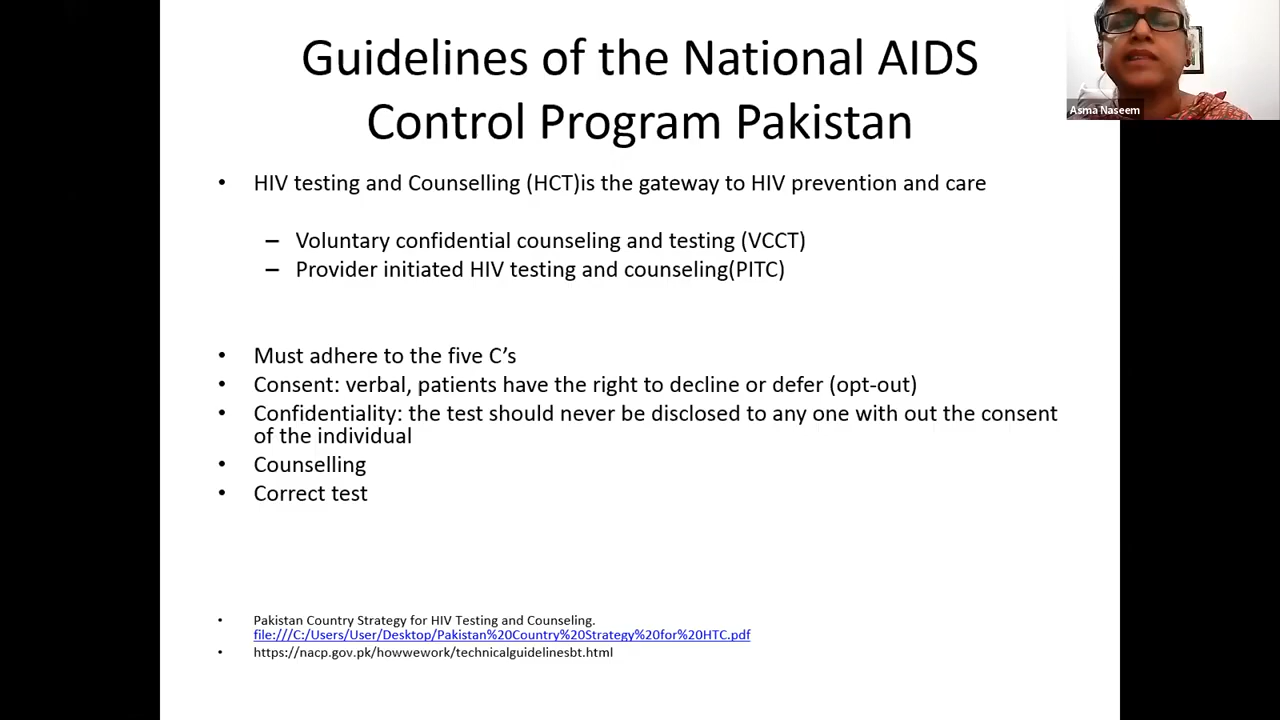 Guidelines of the National AIDS
Control Program Pakistan
Asma Naseem
• HIV testing and Counselling (HCT)is the gateway to HIV prevention and care
– Voluntary confidential counseling and testing (VCCT)
– Provider initiated HIV testing and counseling(PITC)
• Must adhere to the five C’s
• Consent: verbal, patients have the right to decline or defer (opt-out)
• Confidentiality: the test should never be disclosed to any one with out the consent
of the individual
• Counselling
• Correct test
• Pakistan Country Strategy for HIV Testing and Counseling.
file:///C:/Users/User/Desktop/Pakistan%20Country%20Strategy%20for%20HTC.pdf
• https://nacp.gov.pk/howwework/technicalguidelinesbt.html